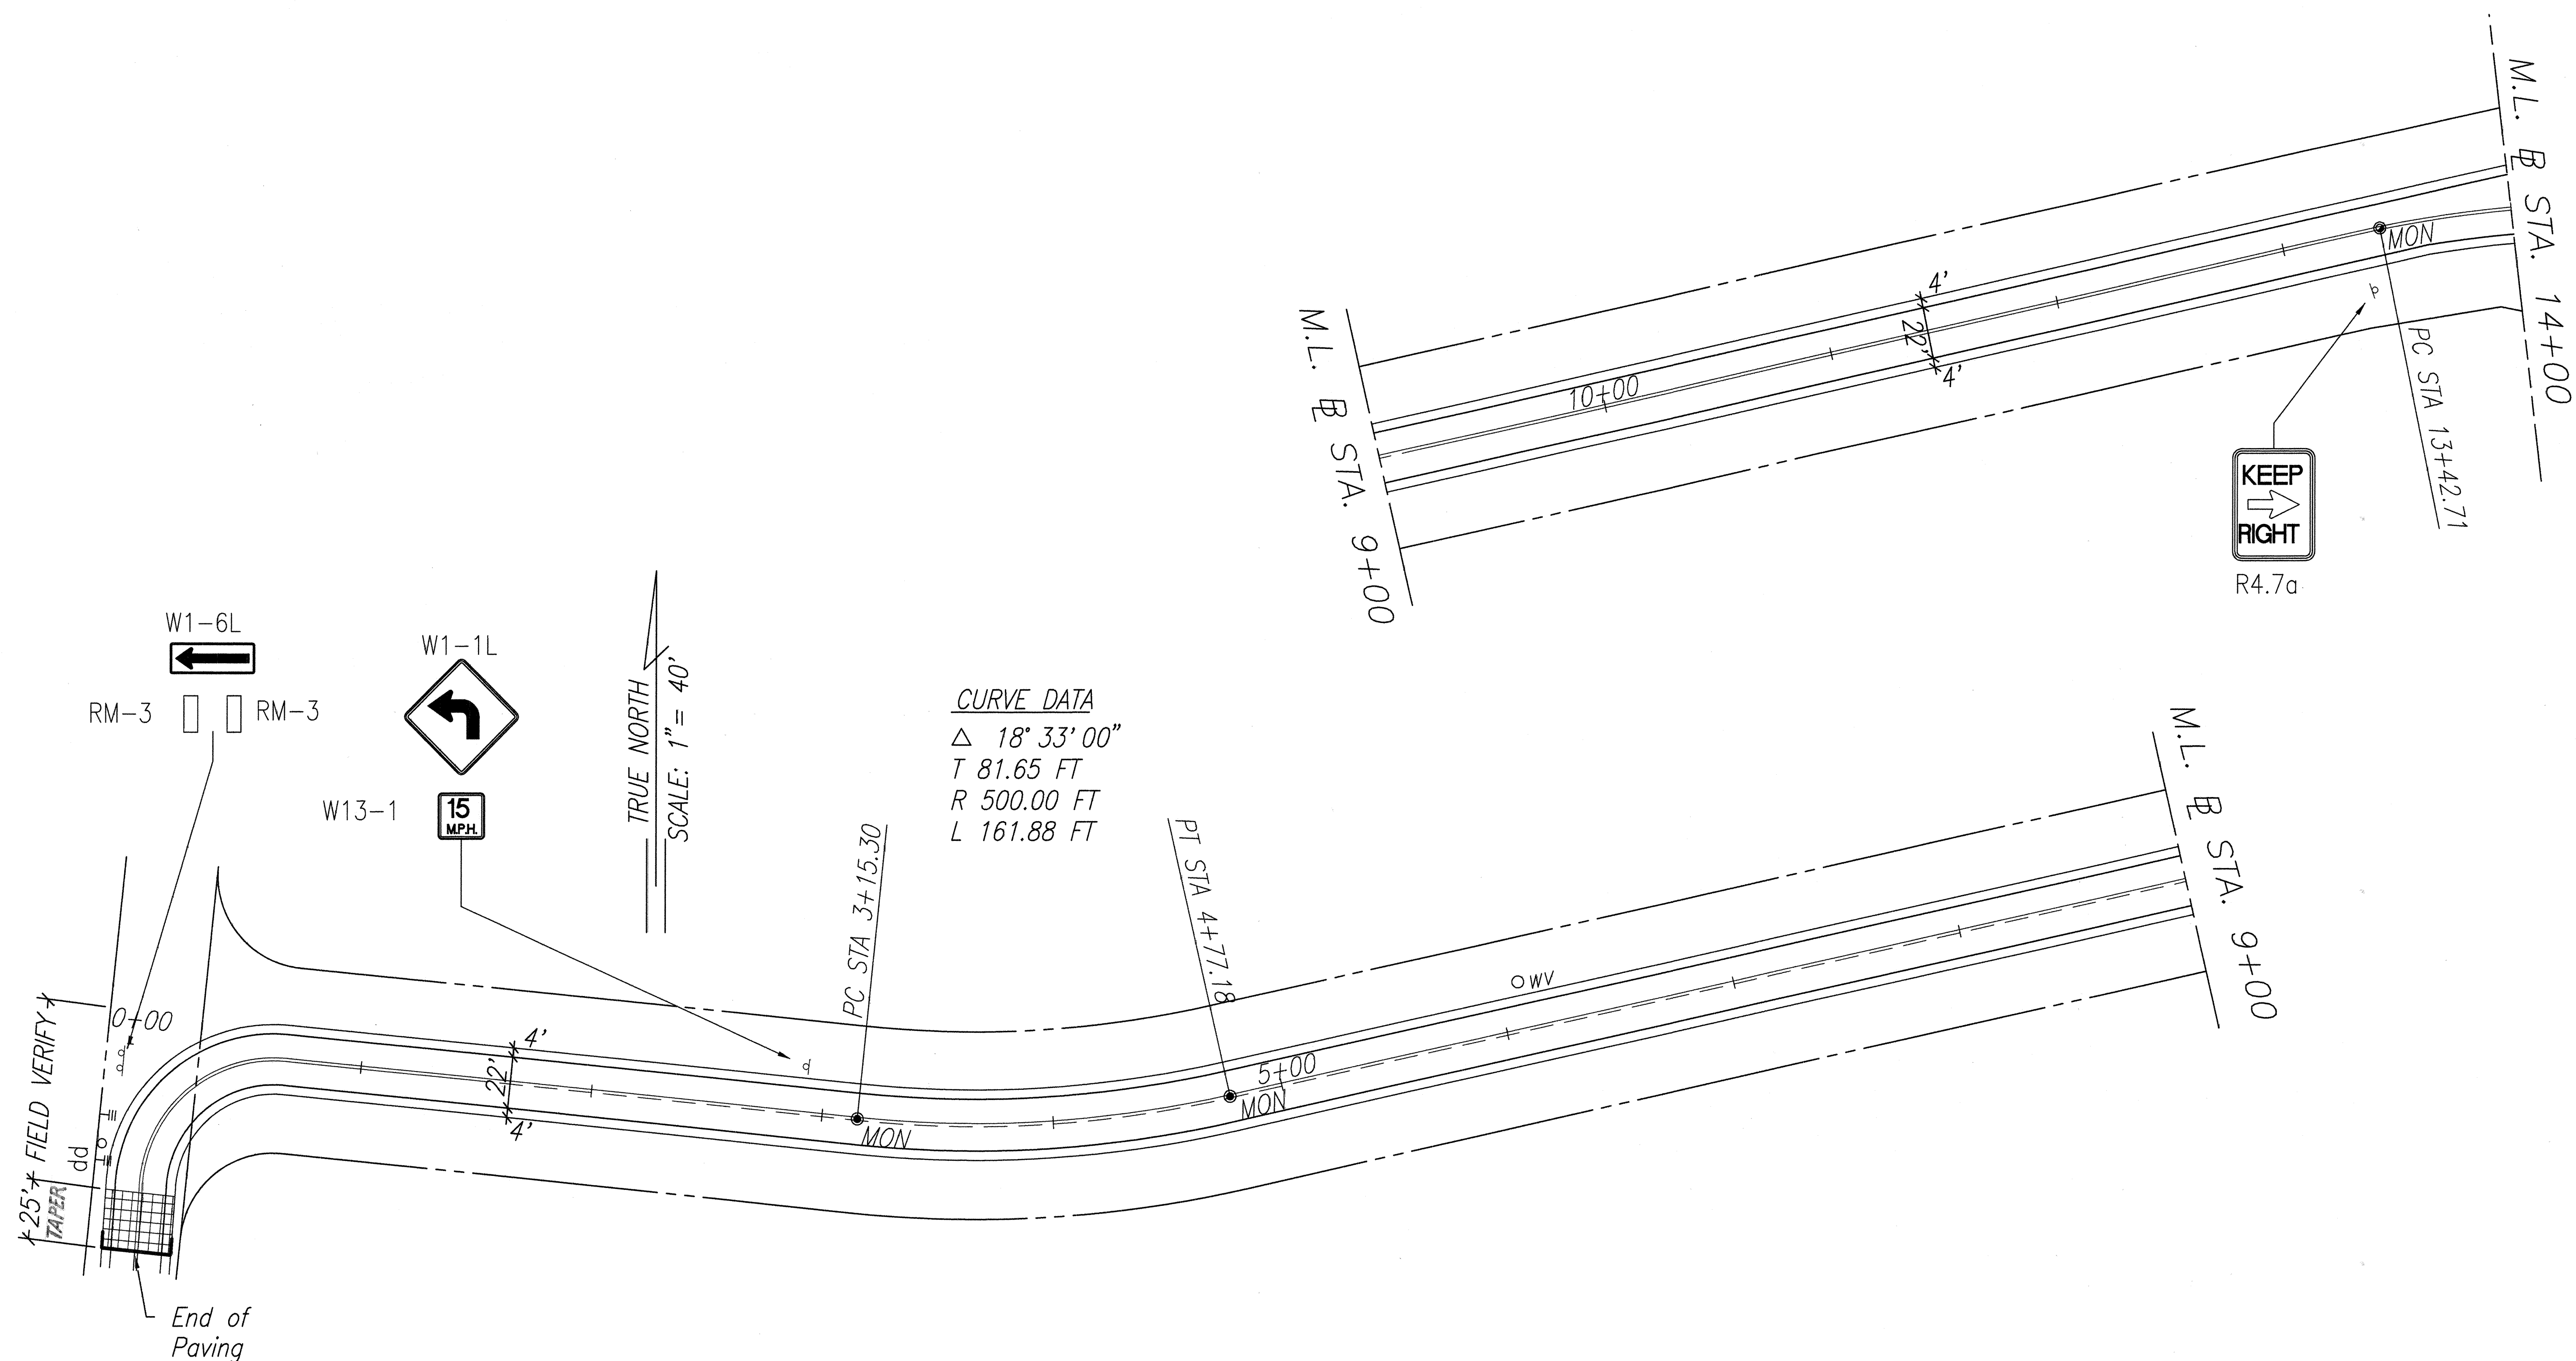 M.L. BL STA. 14+00
4'
22'
4'
MON
PC STA 13+42.71
10+00
M.L. BL STA. 9+00
KEEP
RIGHT
R4.7a
W1-6L
RM-3
RM-3
W1-1L
W13-1
15
M.P.H.
TRUE NORTH
SCALE: 1"= 40'
CURVE DATA
△ 18° 33' 00"
T 81.65 FT
R 500.00 FT
L 161.88 FT
PC STA 3+15.30
PT STA 4+77.18
M.L. BL STA. 9+00
WV
0+00
4'
22'
4'
MON
5+00
MON
FIELD VERIFY
pp
25'
TAPER
End of
Paving